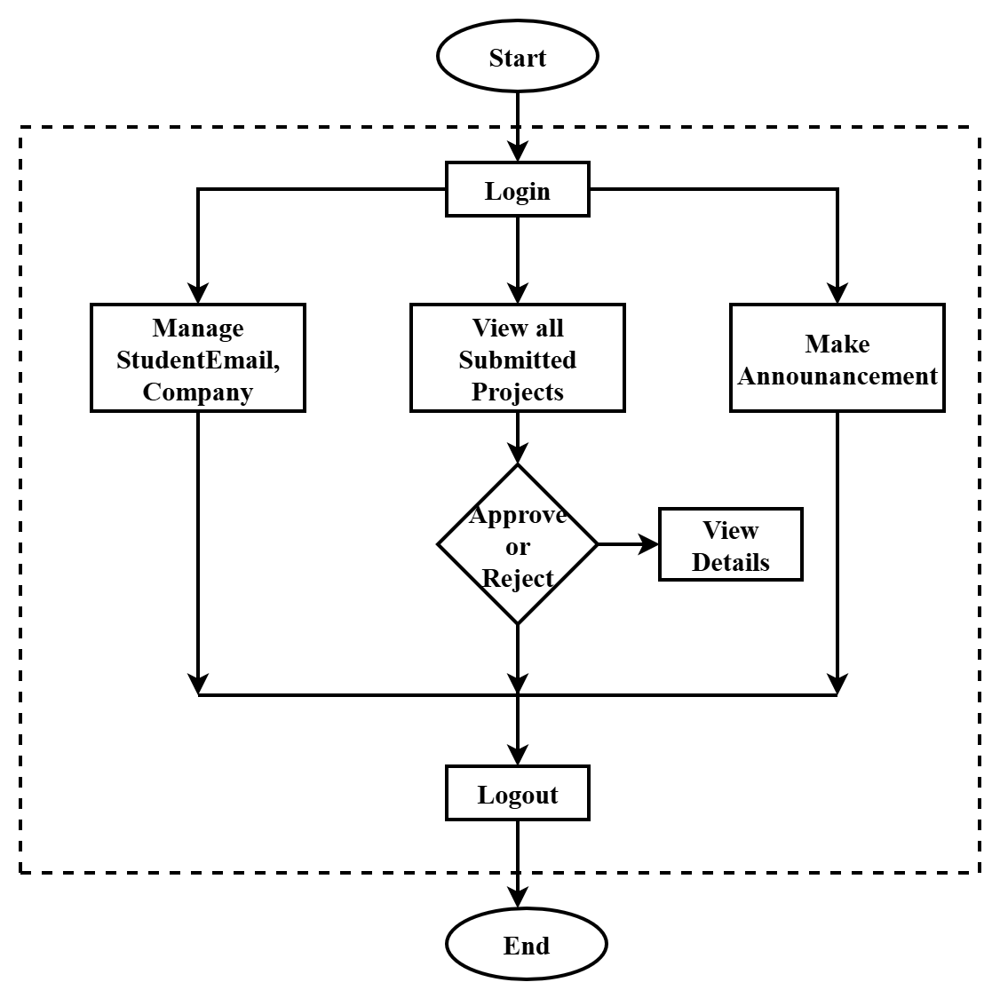 Start
Login
Manage
StudentEmail,
Company
View all
Submitted
Projects
Make
Announancement
Approve
or
Reject
View
Details
Logout
End